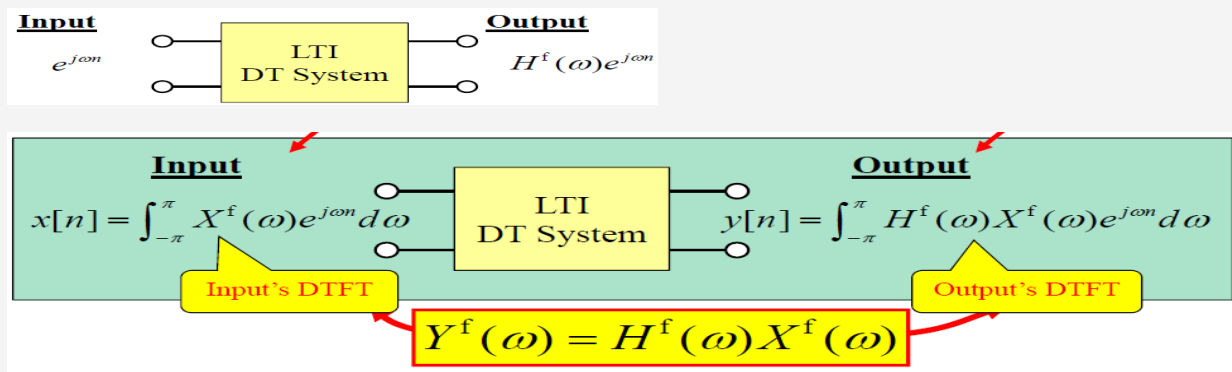 Input Output
e^{jωn} LTI DT System H^f(ω)e^{jωn}
Input Output
x[n] = ∫_{-π}^{π} X^f(ω)e^{jωn}dω LTI DT System y[n] = ∫_{-π}^{π} H^f(ω)X^f(ω)e^{jωn}dω
Input's DTFT Output's DTFT
Y^f(ω) = H^f(ω)X^f(ω)